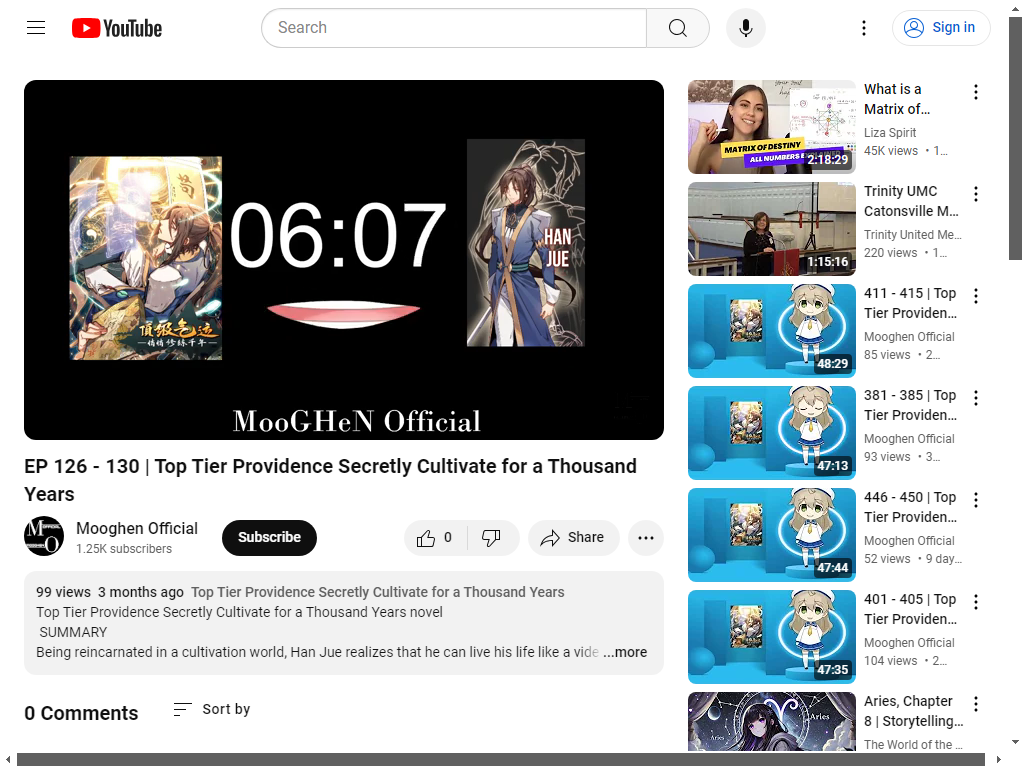 YouTube
Search
Sign in
頂級气运
悄悄修练千年
06:07
HAN
JUE
MooGHeN Official
EP 126 - 130 | Top Tier Providence Secretly Cultivate for a Thousand
Years
Mooghen Official
1.25K subscribers
Subscribe
0
Share
99 views 3 months ago Top Tier Providence Secretly Cultivate for a Thousand Years
Top Tier Providence Secretly Cultivate for a Thousand Years novel
SUMMARY
Being reincarnated in a cultivation world, Han Jue realizes that he can live his life like a vide ...more
0 Comments
Sort by
MATRIX OF DESTINY
ALL NUMBERS E
2:18:29
What is a
Matrix of...
Liza Spirit
45K views • 1...
1:15:16
Trinity UMC
Catonsville M...
Trinity United Me...
220 views • 1...
48:29
411 - 415 | Top
Tier Providen...
Mooghen Official
85 views • 2...
47:13
381 - 385 | Top
Tier Providen...
Mooghen Official
93 views • 3...
47:44
446 - 450 | Top
Tier Providen...
Mooghen Official
52 views • 9 day...
47:35
401 - 405 | Top
Tier Providen...
Mooghen Official
104 views • 2...
Aries
Aries
Aries, Chapter
8 | Storytelling...
The World of the ...